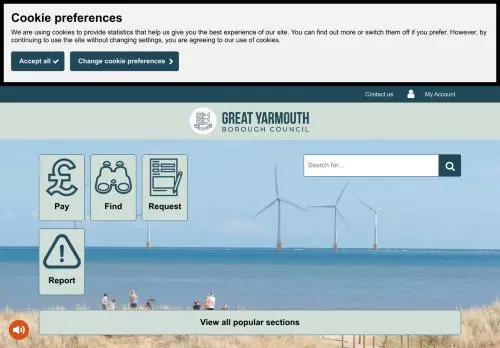 Cookie preferences
We are using cookies to provide statistics that help us give you the best experience of our site. You can find out more or switch them off if you prefer. However, by
continuing to use the site without changing settings, you are agreeing to our use of cookies.
Accept all
Change cookie preferences
Contact us
My Account
GREAT YARMOUTH
BOROUGH COUNCIL
Pay
Find
Request
Search for...
Report
View all popular sections